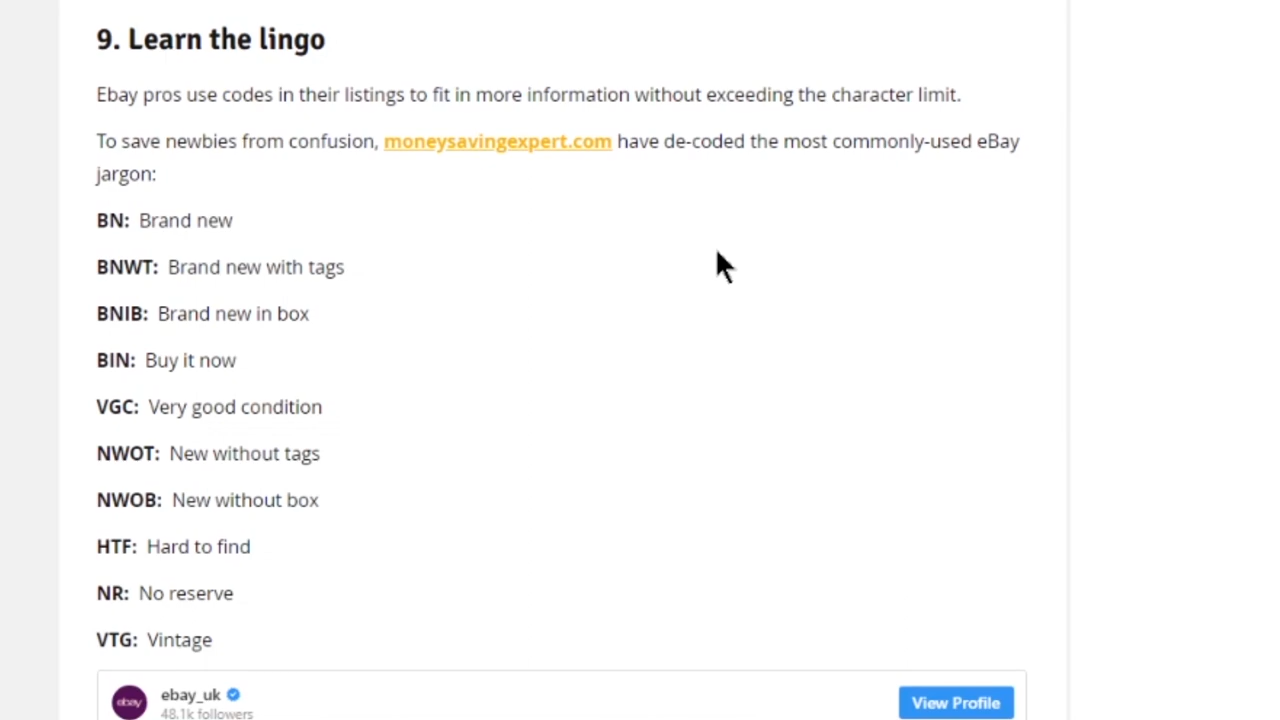 9. Learn the lingo
Ebay pros use codes in their listings to fit in more information without exceeding the character limit.
To save newbies from confusion, moneysavingexpert.com have de-coded the most commonly-used eBay
jargon:
BN: Brand new
BNWT: Brand new with tags
BNIB: Brand new in box
BIN: Buy it now
VGC: Very good condition
NWOT: New without tags
NWOB: New without box
HTF: Hard to find
NR: No reserve
VTG: Vintage
ebay
ebay_uk
View Profile
48.1k followers